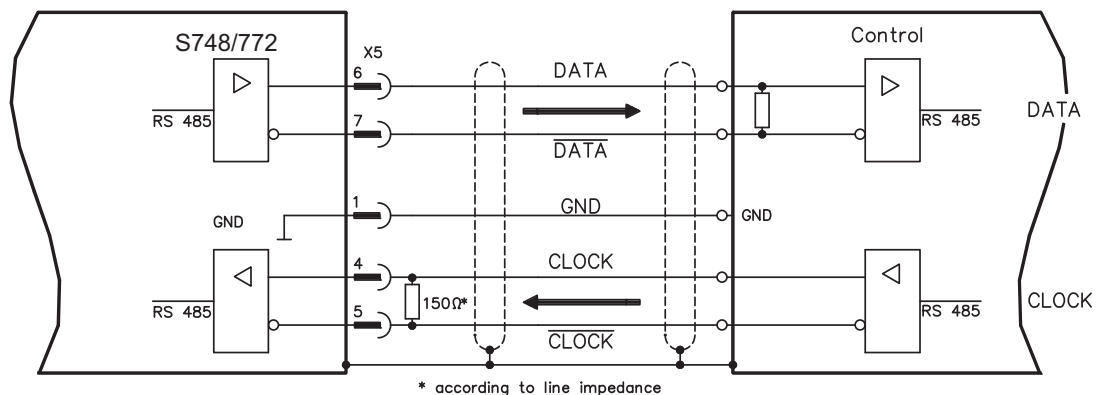 S748/772
X5
Control
6
DATA
RS 485
RS 485
DATA
7
DATA
1
GND
GND
GND
4
CLOCK
150Ω*
RS 485
RS 485
CLOCK
5
CLOCK
* according to line impedance